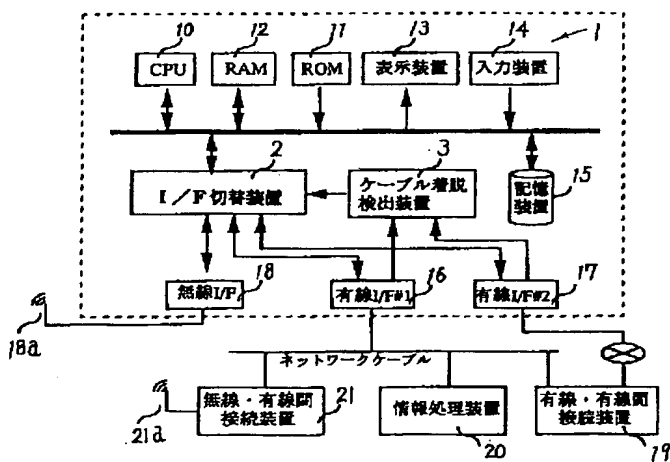 10
12
11
13
14
1
CPU
RAM
ROM
表示装置
入力装置
2
3
I／F切替装置
ケーブル着脱
検出装置
記憶
装置
15
無線I/F
18
有線I/F#1
16
有線I/F#2
17
18a
ネットワークケーブル
無線・有線間
接続装置
21
情報処理装置
20
有線・有線間
接続装置
19
21a